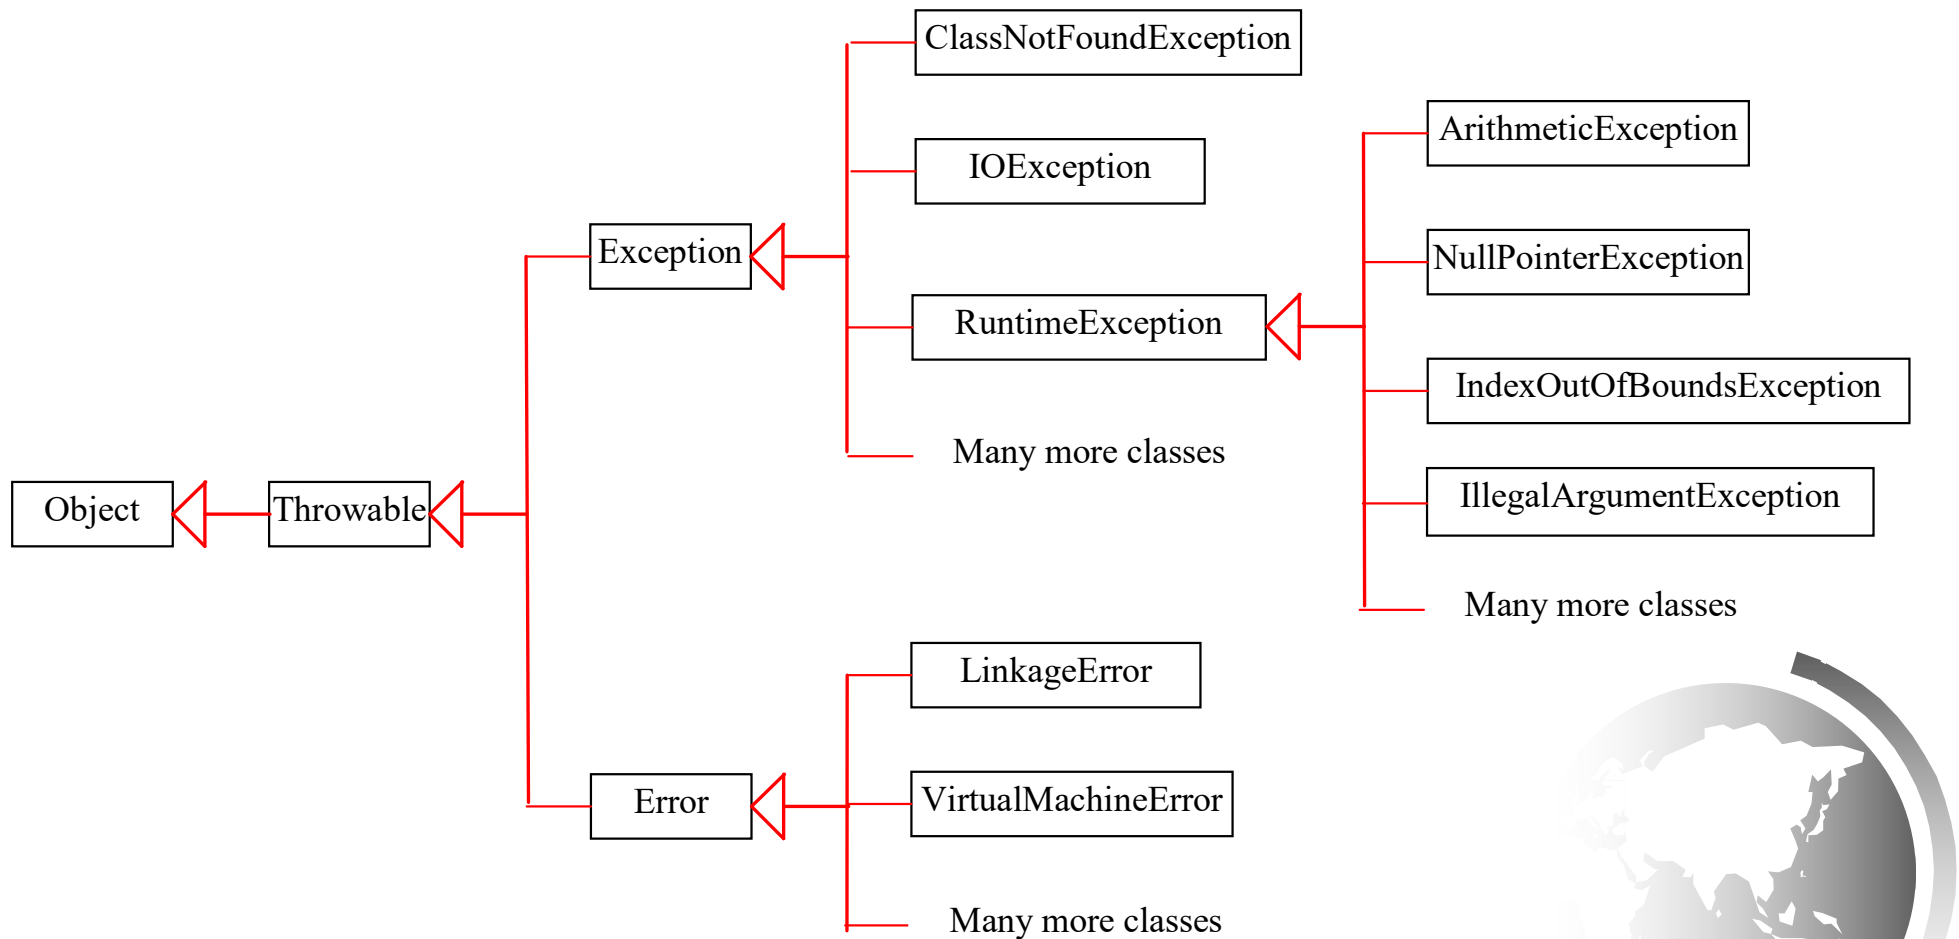 ClassNotFoundException
ArithmeticException
IOException
Exception
NullPointerException
RuntimeException
IndexOutOfBoundsException
Many more classes
IllegalArgumentException
Object
Throwable
Many more classes
LinkageError
Error
VirtualMachineError
Many more classes